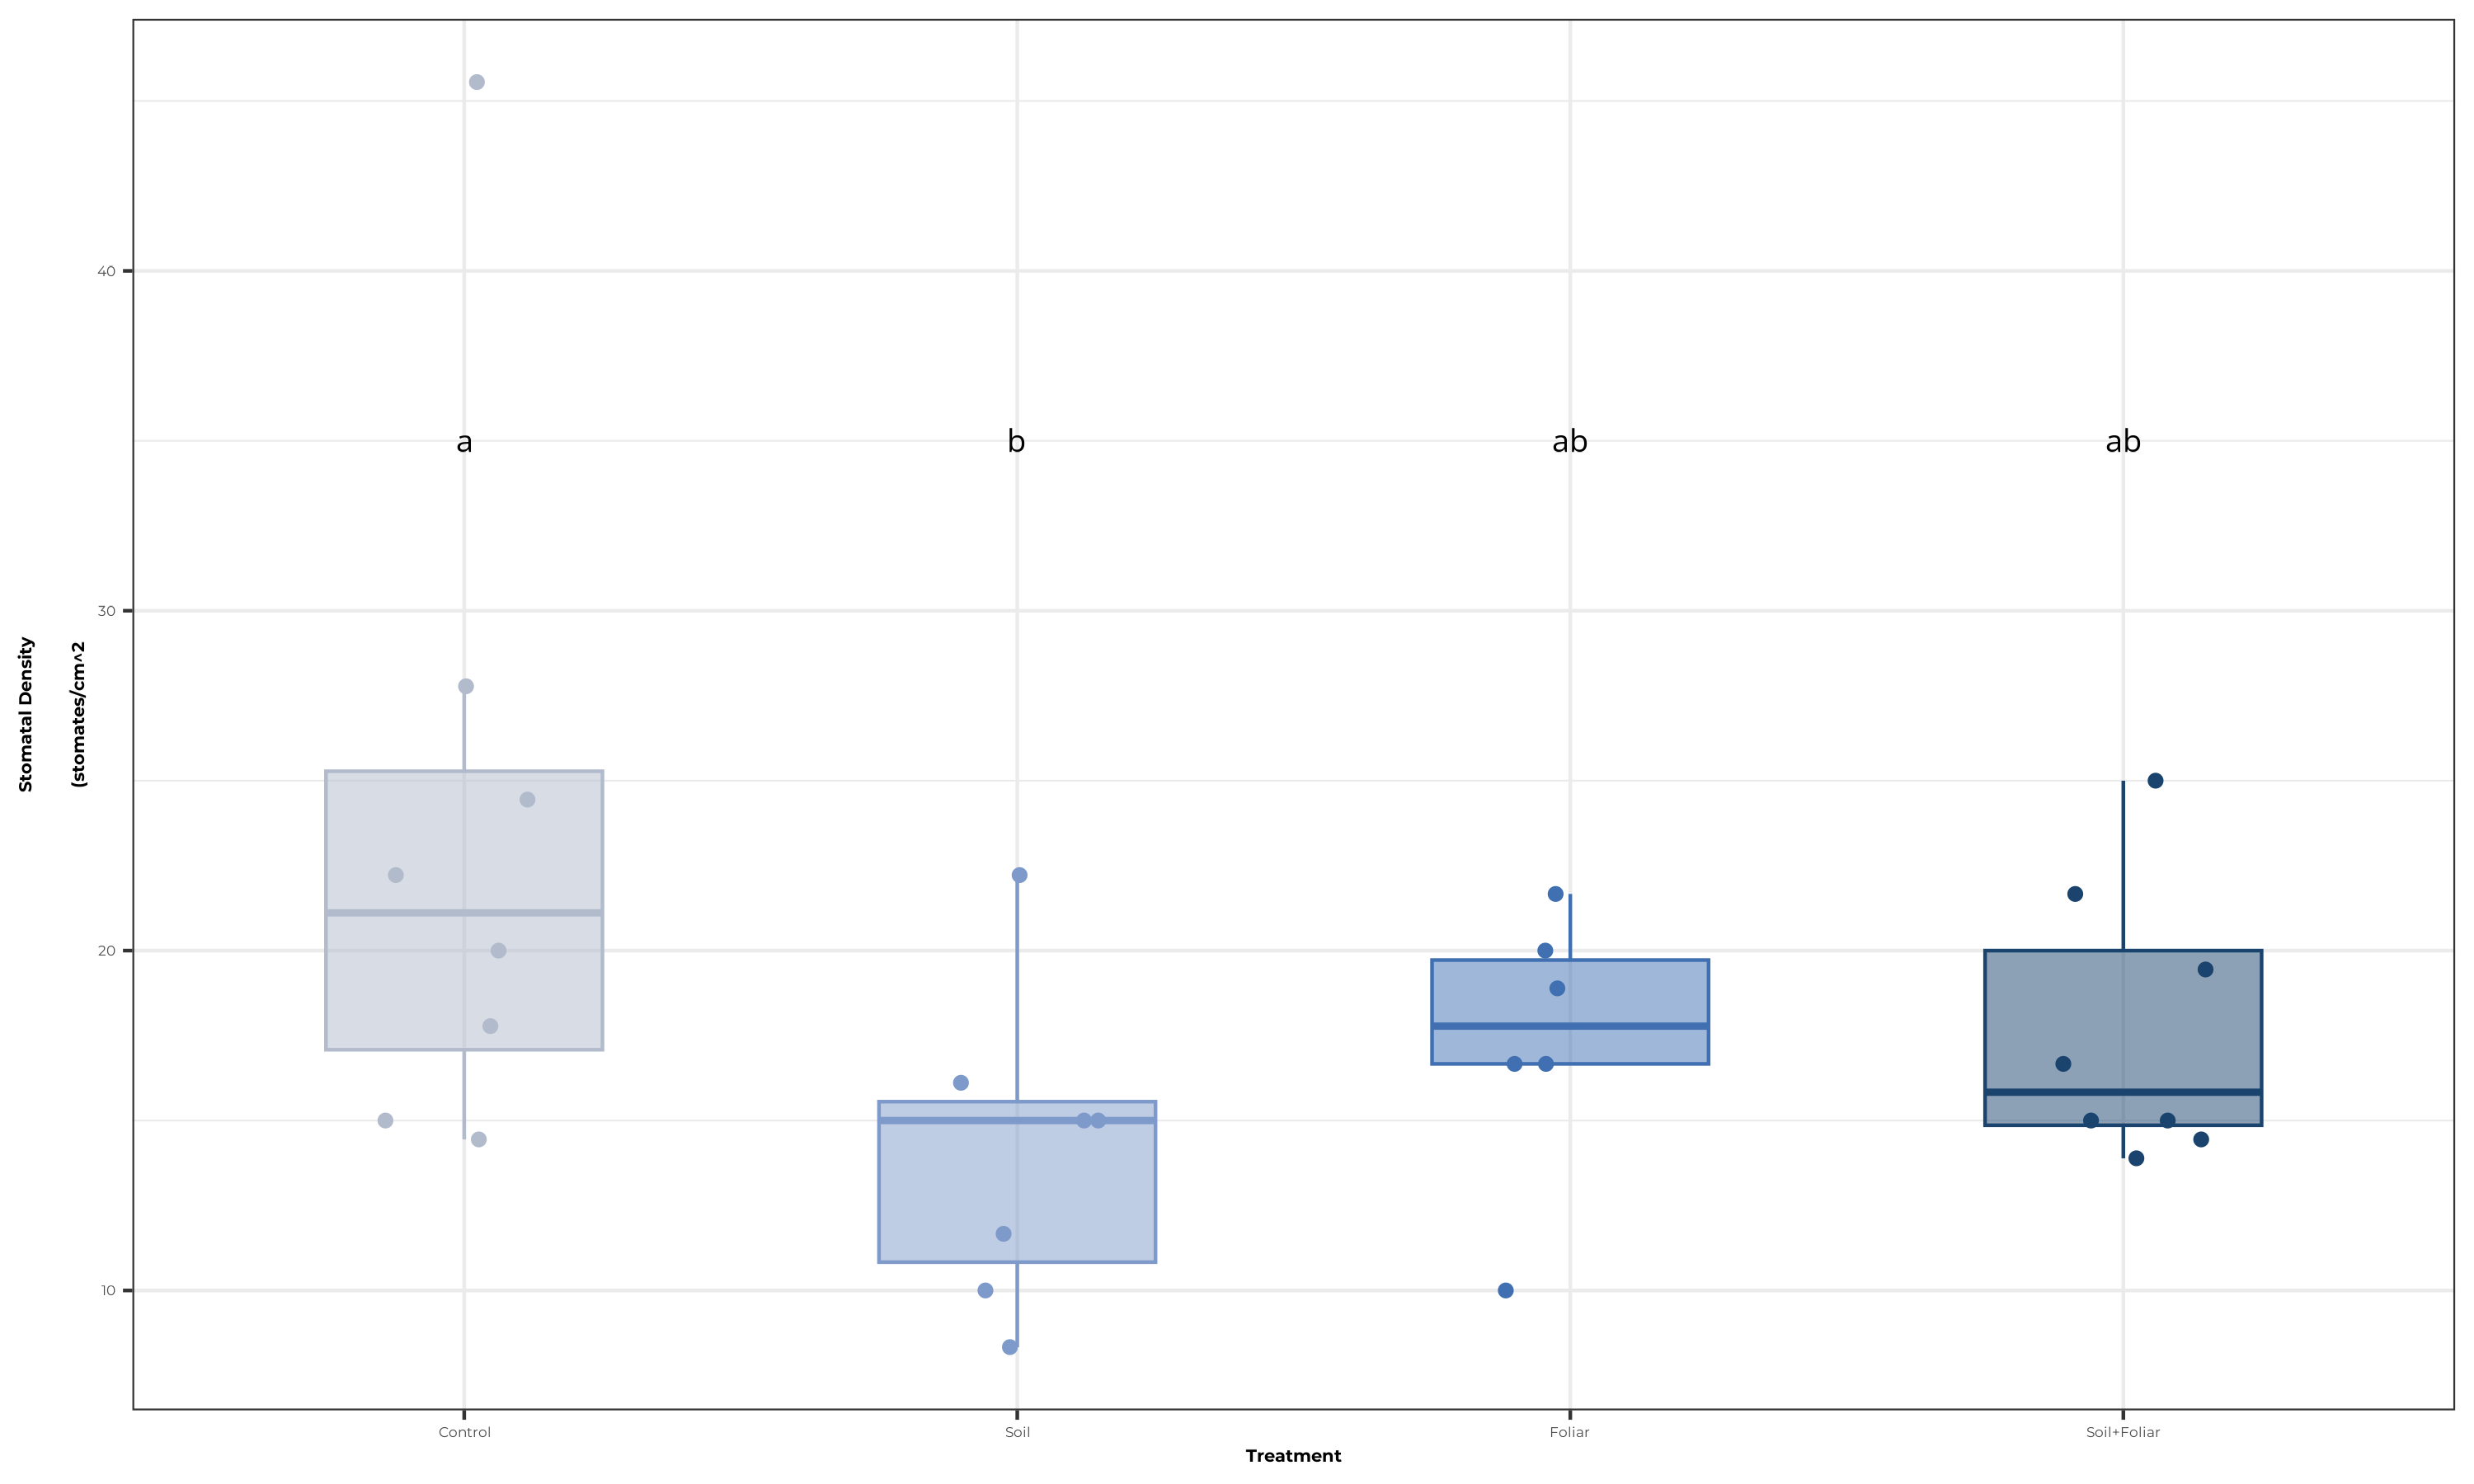 Stomatal Density
(stomates/cm^2
40
30
20
10
a b ab ab
Control Soil Foliar Soil+Foliar
Treatment